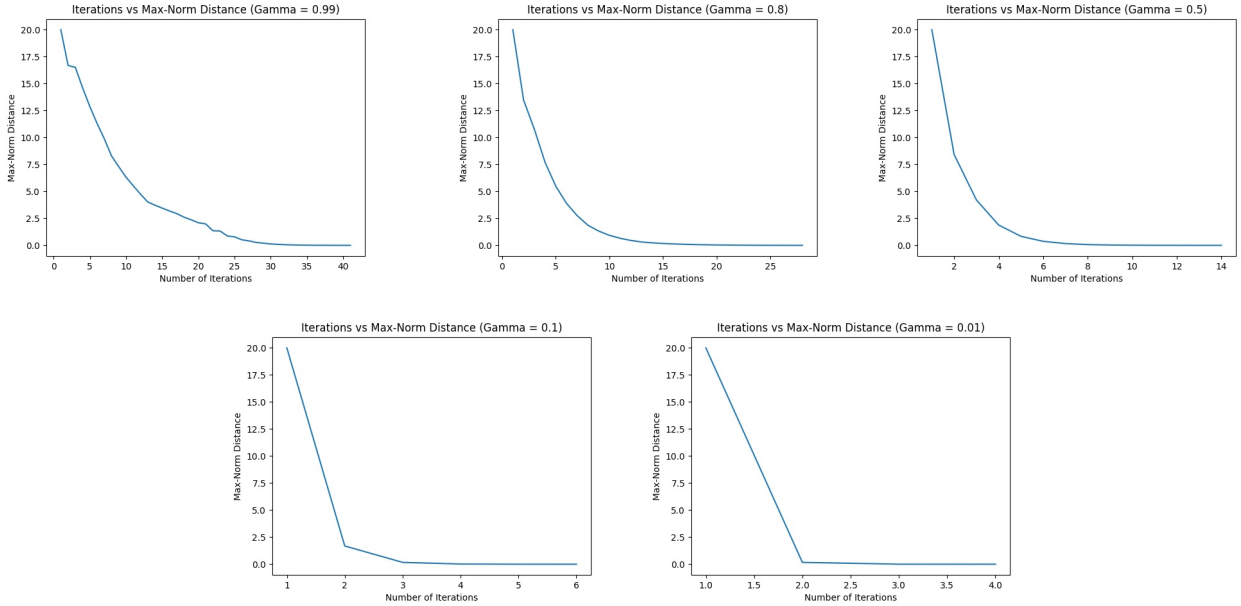 Iterations vs Max-Norm Distance (Gamma = 0.99)
20.0
17.5
15.0
12.5
10.0
7.5
5.0
2.5
0.0
Max-Norm Distance
0 5 10 15 20 25 30 35 40
Number of Iterations
Iterations vs Max-Norm Distance (Gamma = 0.8)
20.0
17.5
15.0
12.5
10.0
7.5
5.0
2.5
0.0
Max-Norm Distance
0 5 10 15 20 25
Number of Iterations
Iterations vs Max-Norm Distance (Gamma = 0.5)
20.0
17.5
15.0
12.5
10.0
7.5
5.0
2.5
0.0
Max-Norm Distance
2 4 6 8 10 12 14
Number of Iterations
Iterations vs Max-Norm Distance (Gamma = 0.1)
20.0
17.5
15.0
12.5
10.0
7.5
5.0
2.5
0.0
Max-Norm Distance
1 2 3 4 5 6
Number of Iterations
Iterations vs Max-Norm Distance (Gamma = 0.01)
20.0
17.5
15.0
12.5
10.0
7.5
5.0
2.5
0.0
Max-Norm Distance
1.0 1.5 2.0 2.5 3.0 3.5 4.0
Number of Iterations